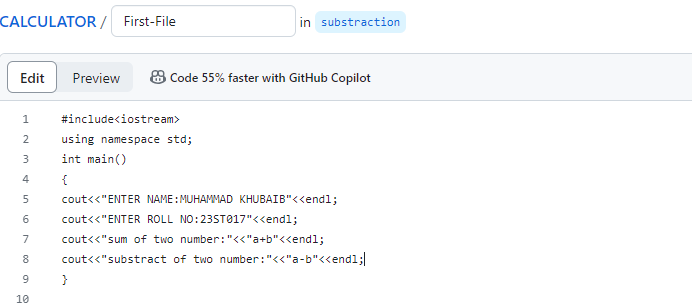 CALCULATOR / First-File in substraction
Edit Preview Code 55% faster with GitHub Copilot
1 #include<iostream>
2 using namespace std;
3 int main()
4 {
5 cout<<"ENTER NAME:MUHAMMAD KHUBAIB"<<endl;
6 cout<<"ENTER ROLL NO:23ST017"<<endl;
7 cout<<"sum of two number:"<<"a+b"<<endl;
8 cout<<"substract of two number:"<<"a-b"<<endl;
9 }
10